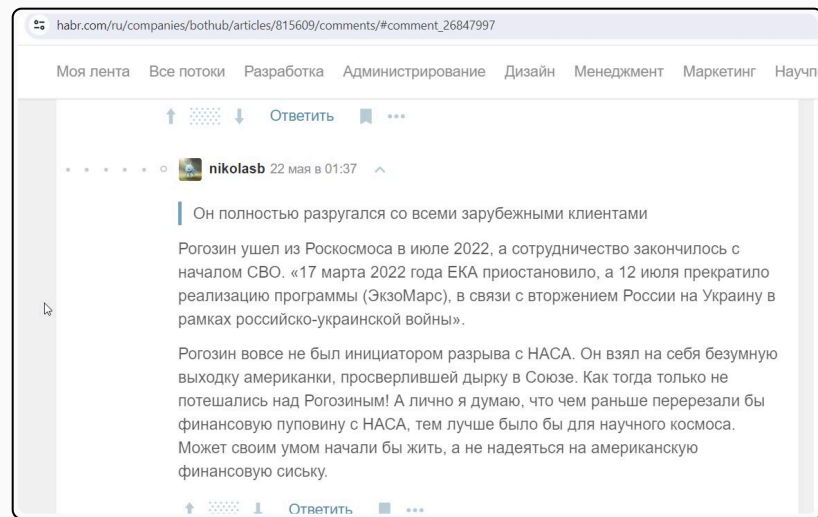 habr.com/ru/companies/bothub/articles/815609/comments/#comment_26847997
Моя лента Все потоки Разработка Администрирование Дизайн Менеджмент Маркетинг Научп
Ответить
nikolasb 22 мая в 01:37
Он полностью разругался со всеми зарубежными клиентами
Рогозин ушел из Роскосмоса в июле 2022, а сотрудничество закончилось с
началом СВО. «17 марта 2022 года ЕКА приостановило, а 12 июля прекратило
реализацию программы (ЭкзоМарс), в связи с вторжением России на Украину в
рамках российско-украинской войны».
Рогозин вовсе не был инициатором разрыва с НАСА. Он взял на себя безумную
выходку американки, просверлившей дырку в Союзе. Как тогда только не
потешались над Рогозиным! А лично я думаю, что чем раньше перерезали бы
финансовую пуповину с НАСА, тем лучше было бы для научного космоса.
Может своим умом начали бы жить, а не надеяться на американскую
финансовую сиську.
Ответить